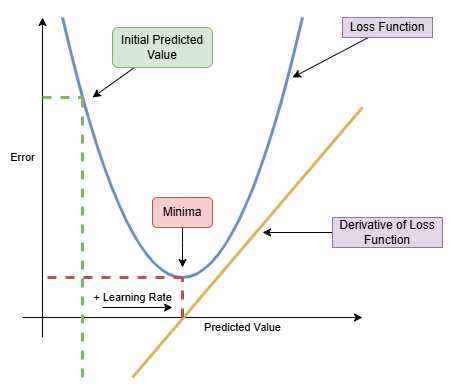 Loss Function
Initial Predicted
Value
Error
Minima
Derivative of Loss
Function
+ Learning Rate
Predicted Value